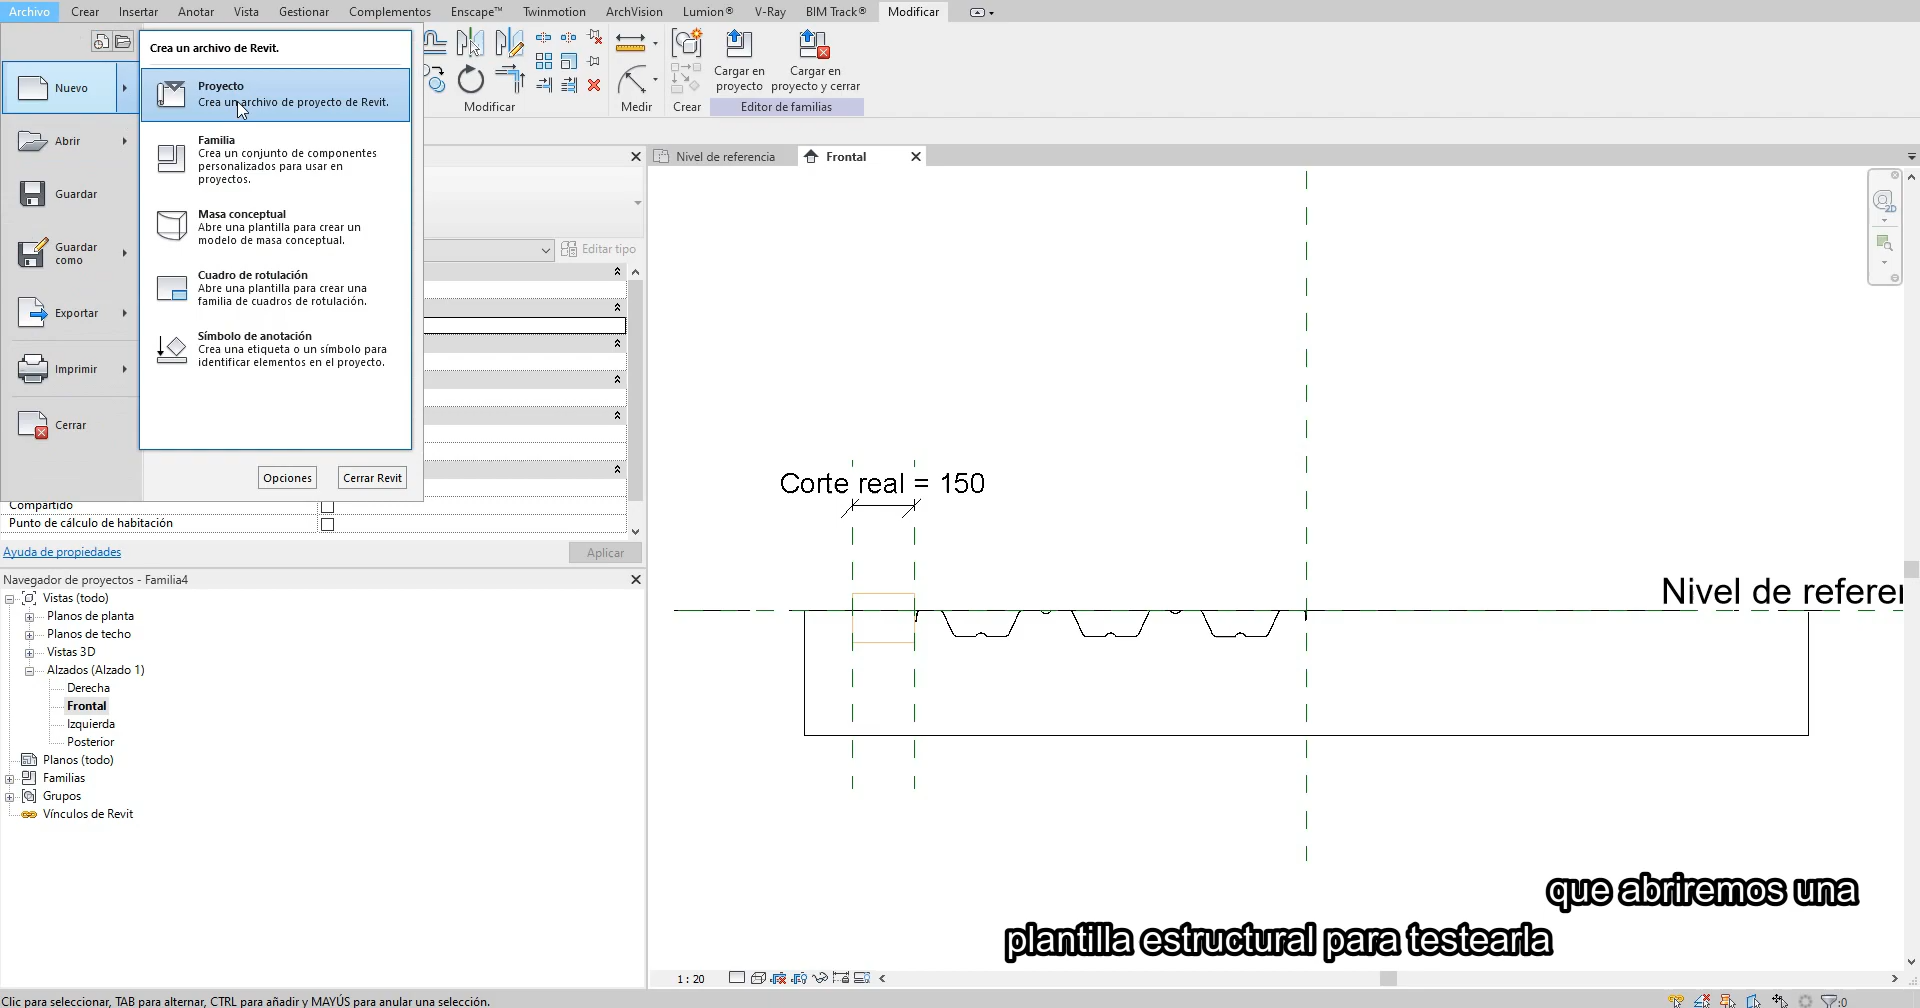 Archivo Crear Insertar Anotar Vista Gestionar Complementos Enscape™ Twinmotion ArchVision Lumion® V-Ray BIM Track® Modificar
Crea un archivo de Revit.
Nuevo
Proyecto
Crea un archivo de proyecto de Revit.
Abrir
Familia
Crea un conjunto de componentes
personalizados para usar en
proyectos.
Guardar
Masa conceptual
Abre una plantilla para crear un
modelo de masa conceptual.
Guardar
como
Cuadro de rotulación
Abre una plantilla para crear una
familia de cuadros de rotulación.
Exportar
Símbolo de anotación
Crea una etiqueta o un símbolo para
identificar elementos en el proyecto.
Imprimir
Cerrar
Opciones Cerrar Revit
Cargar en
proyecto
Cargar en
proyecto y cerrar
Modificar Medir Crear Editor de familias
Nivel de referencia Frontal
Editar tipo
Compartido
Punto de cálculo de habitación
Ayuda de propiedades Aplicar
Navegador de proyectos - Familia4
Vistas (todo)
Planos de planta
Planos de techo
Vistas 3D
Alzados (Alzado 1)
Derecha
Frontal
Izquierda
Posterior
Planos (todo)
Familias
Grupos
Vínculos de Revit
2D
Corte real = 150
Nivel de referen
que abriremos una
plantilla estructural para testearla
1 : 20
Clic para seleccionar, TAB para alternar, CTRL para añadir y MAYÚS para anular una selección.
:0